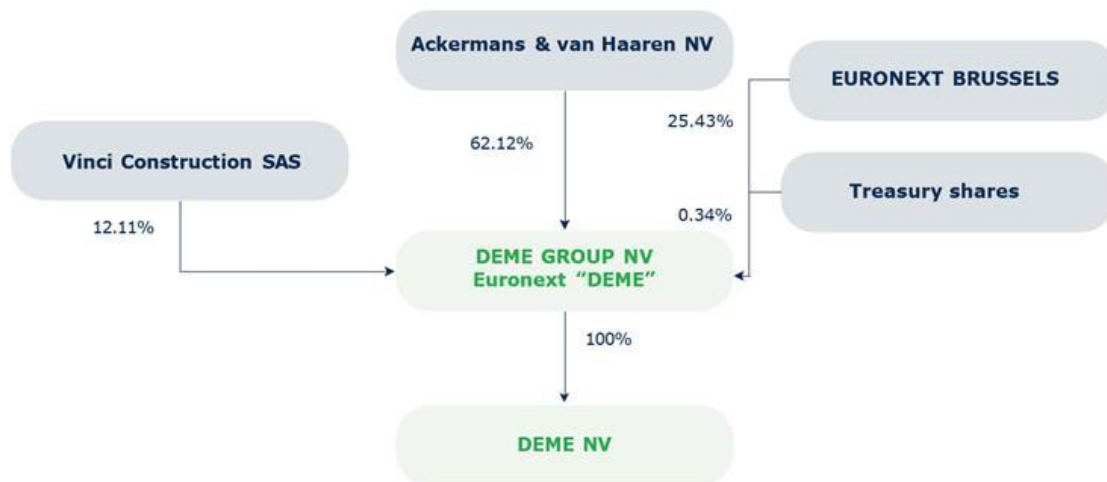 Ackermans & van Haaren NV
EURONEXT BRUSSELS
25.43%
62.12%
Vinci Construction SAS
Treasury shares
12.11%
0.34%
DEME GROUP NV
Euronext “DEME”
100%
DEME NV